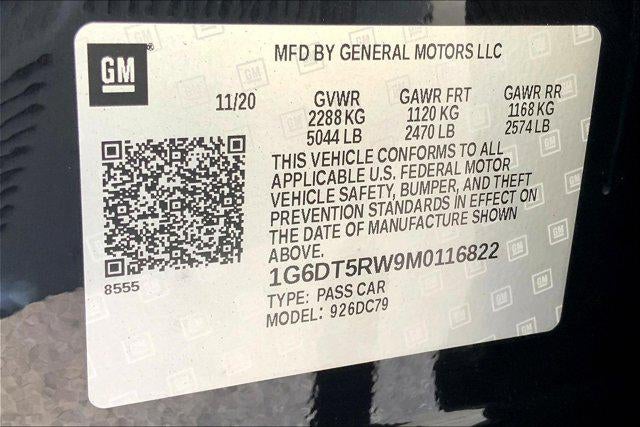 GM
MFD BY GENERAL MOTORS LLC
11/20 GVWR GAWR FRT GAWR RR
2288 KG 1120 KG 1168 KG
5044 LB 2470 LB 2574 LB
THIS VEHICLE CONFORMS TO ALL
APPLICABLE U.S. FEDERAL MOTOR
VEHICLE SAFETY, BUMPER, AND THEFT
PREVENTION STANDARDS IN EFFECT ON
THE DATE OF MANUFACTURE SHOWN
ABOVE.
8555
1G6DT5RW9M0116822
TYPE: PASS CAR
MODEL: 926DC79